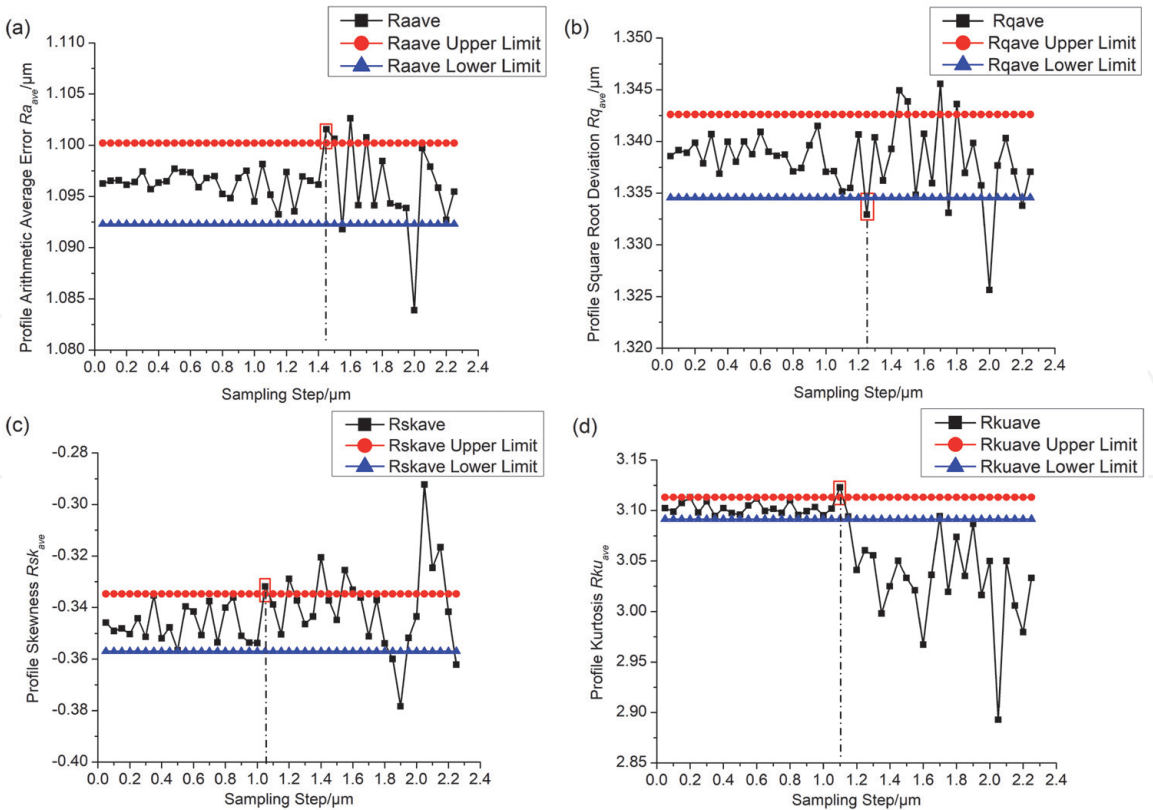 (a)
Raave
Raave Upper Limit
Raave Lower Limit
Profile Arithmetic Average Error Ra_ave/μm
1.110
1.105
1.100
1.095
1.090
1.085
1.080
0.0 0.2 0.4 0.6 0.8 1.0 1.2 1.4 1.6 1.8 2.0 2.2 2.4
Sampling Step/μm
(b)
Rqave
Rqave Upper Limit
Rqave Lower Limit
Profile Square Root Deviation Rq_ave/μm
1.350
1.345
1.340
1.335
1.330
1.325
1.320
0.0 0.2 0.4 0.6 0.8 1.0 1.2 1.4 1.6 1.8 2.0 2.2 2.4
Sampling Step/μm
(c)
Rskave
Rskave Upper Limit
Rskave Lower Limit
Profile Skewness Rsk_ave
-0.28
-0.30
-0.32
-0.34
-0.36
-0.38
-0.40
0.0 0.2 0.4 0.6 0.8 1.0 1.2 1.4 1.6 1.8 2.0 2.2 2.4
Sampling Step/μm
(d)
Rkuave
Rkuave Upper Limit
Rkuave Lower Limit
Profile Kurtosis Rku_ave
3.15
3.10
3.05
3.00
2.95
2.90
2.85
0.0 0.2 0.4 0.6 0.8 1.0 1.2 1.4 1.6 1.8 2.0 2.2 2.4
Sampling Step/μm